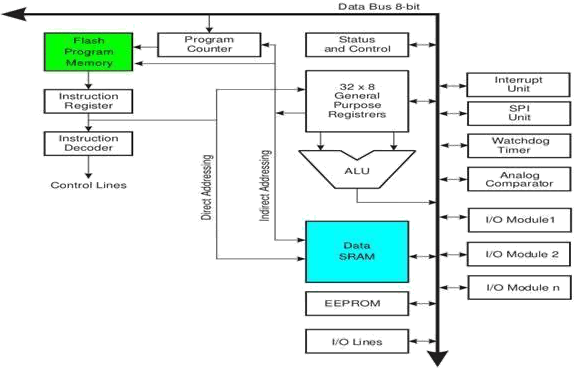 Data Bus 8-bit
Flash
Program
Memory
Program
Counter
Status
and Control
Instruction
Register
32 x 8
General
Purpose
Registrers
Interrupt
Unit
SPI
Unit
Instruction
Decoder
Watchdog
Timer
ALU
Analog
Comparator
Control Lines
Direct Addressing
Indirect Addressing
I/O Module1
Data
SRAM
I/O Module 2
I/O Module n
EEPROM
I/O Lines